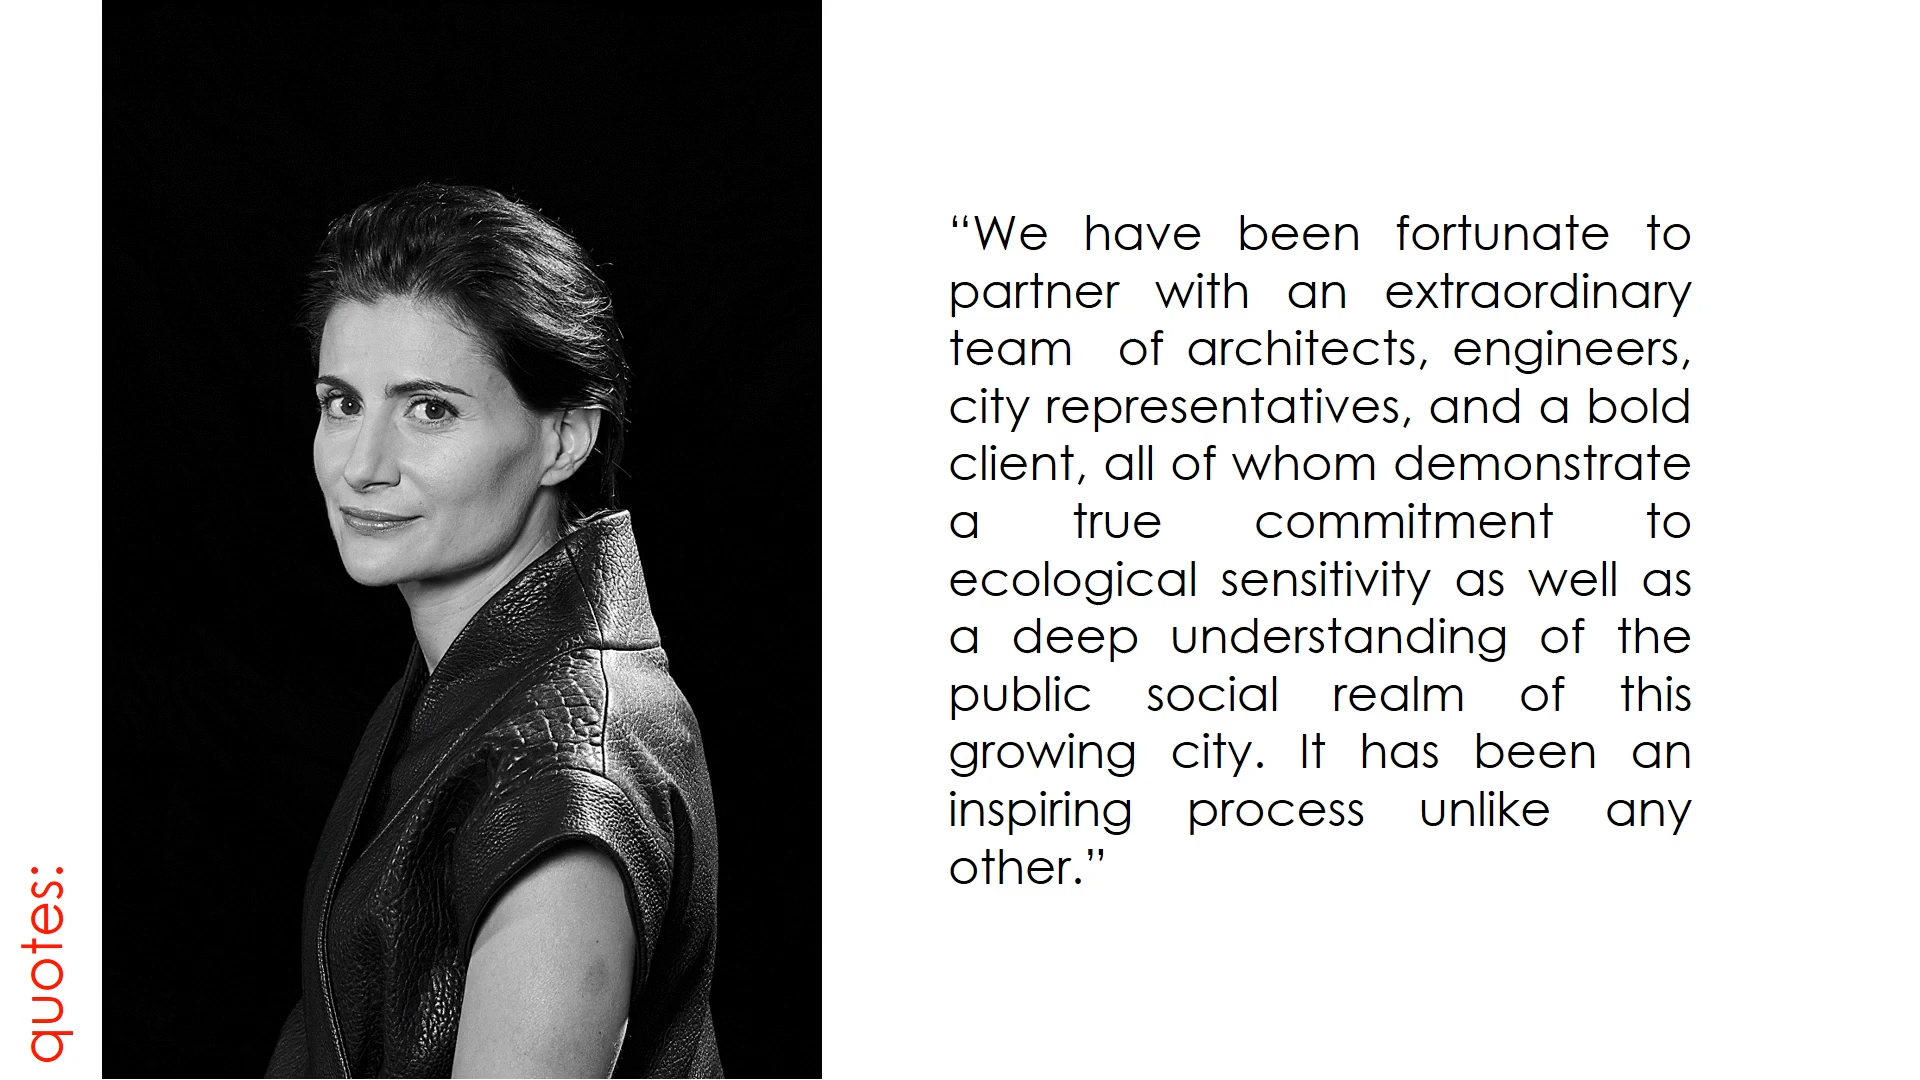 quotes:
“We have been fortunate to
partner with an extraordinary
team of architects, engineers,
city representatives, and a bold
client, all of whom demonstrate
a true commitment to
ecological sensitivity as well as
a deep understanding of the
public social realm of this
growing city. It has been an
inspiring process unlike any
other.”